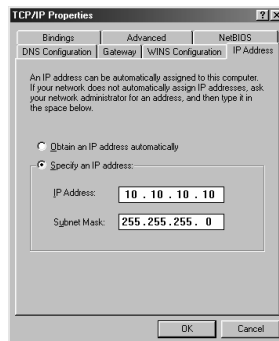 TCP/IP Properties
Bindings Advanced NetBIOS
DNS Configuration Gateway WINS Configuration IP Address
An IP address can be automatically assigned to this computer.
If your network does not automatically assign IP addresses, ask
your network administrator for an address, and then type it in
the space below.
Obtain an IP address automatically
Specify an IP address:
IP Address: 10 . 10 . 10 . 10
Subnet Mask: 255 . 255 . 255 . 0
OK Cancel